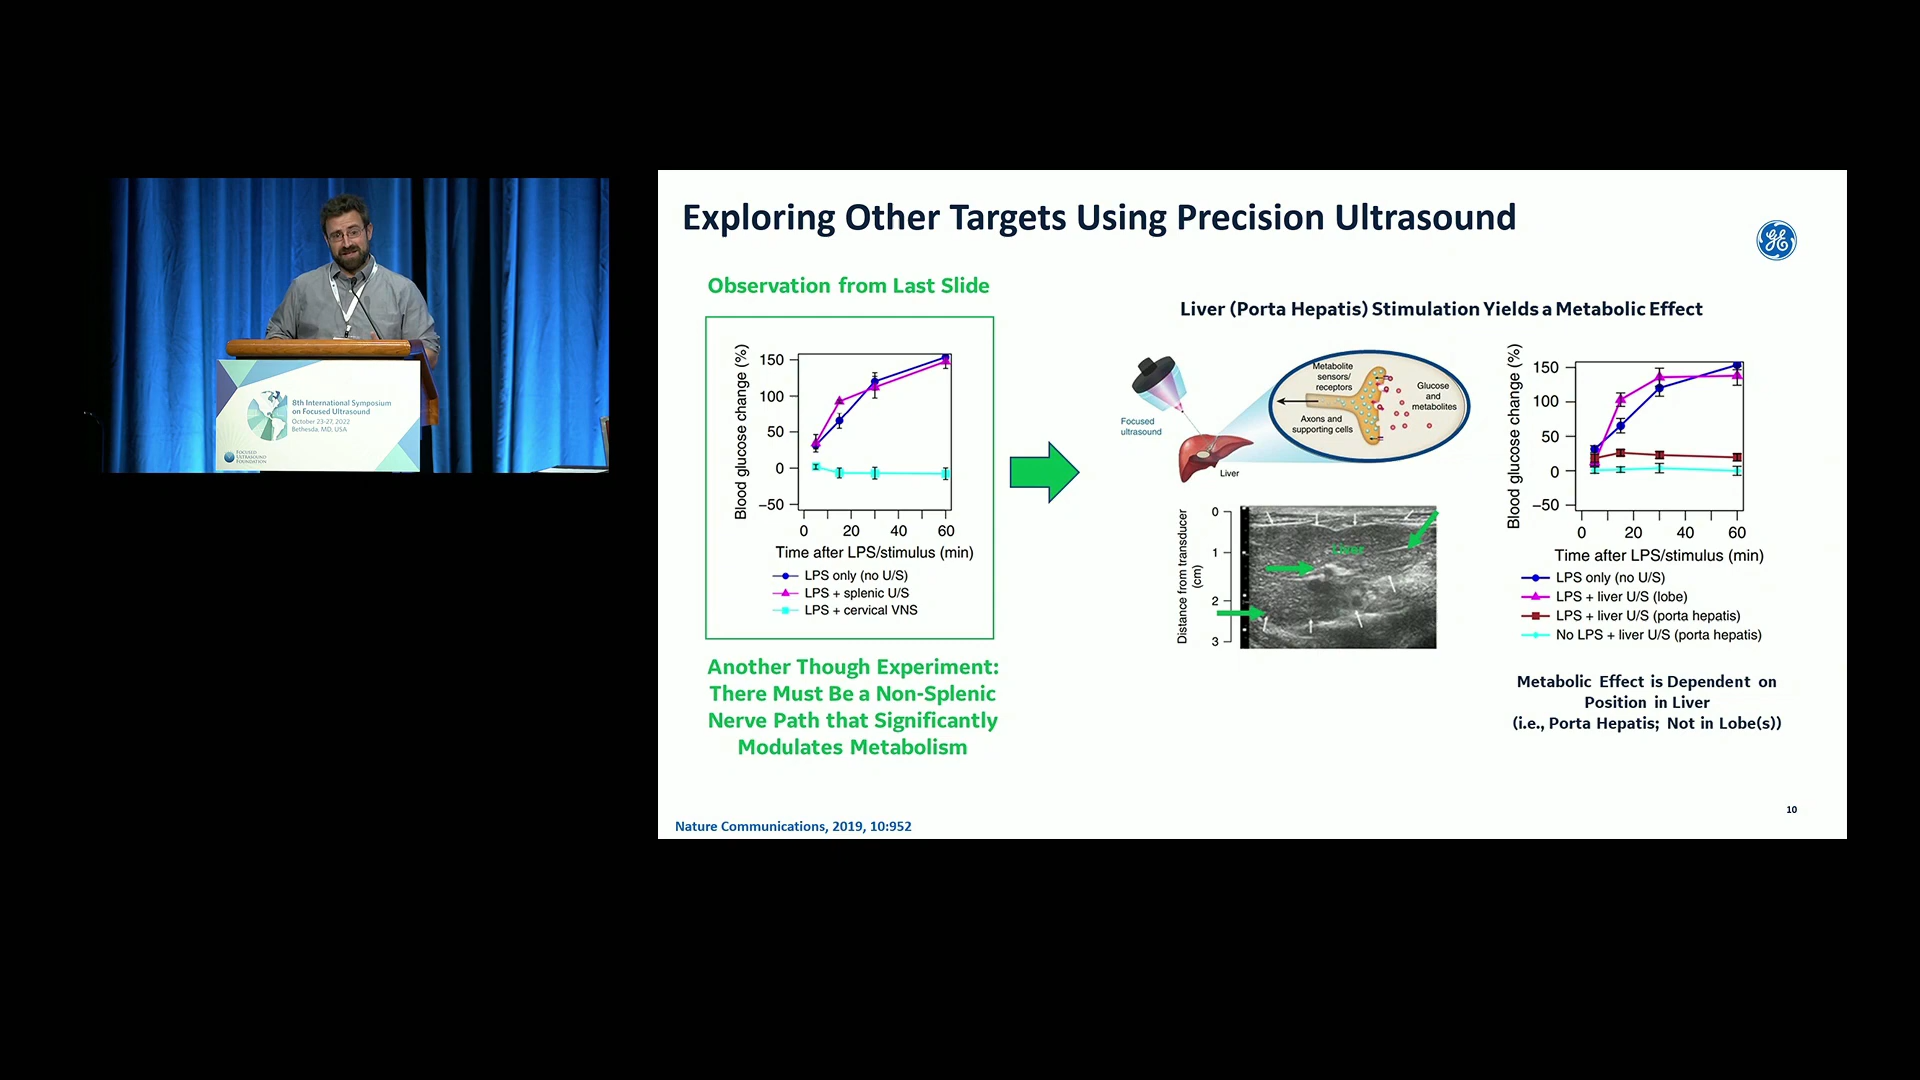 8th International Symposium
on Focused Ultrasound
October 23-27, 2022
Bethesda, MD, USA
FOCUSED
ULTRASOUND
FOUNDATION
Exploring Other Targets Using Precision Ultrasound
Observation from Last Slide
Blood glucose change (%)
150
100
50
0
−50
0 20 40 60
Time after LPS/stimulus (min)
LPS only (no U/S)
LPS + splenic U/S
LPS + cervical VNS
Another Though Experiment:
There Must Be a Non-Splenic
Nerve Path that Significantly
Modulates Metabolism
Liver (Porta Hepatis) Stimulation Yields a Metabolic Effect
Focused
ultrasound
Liver
Metabolite
sensors/
receptors
Glucose
and
metabolites
Axons and
supporting cells
Distance from transducer
(cm)
0
1
2
3
Liver
Blood glucose change (%)
150
100
50
0
−50
0 20 40 60
Time after LPS/stimulus (min)
LPS only (no U/S)
LPS + liver U/S (lobe)
LPS + liver U/S (porta hepatis)
No LPS + liver U/S (porta hepatis)
Metabolic Effect is Dependent on
Position in Liver
(i.e., Porta Hepatis; Not in Lobe(s))
GE
10
Nature Communications, 2019, 10:952